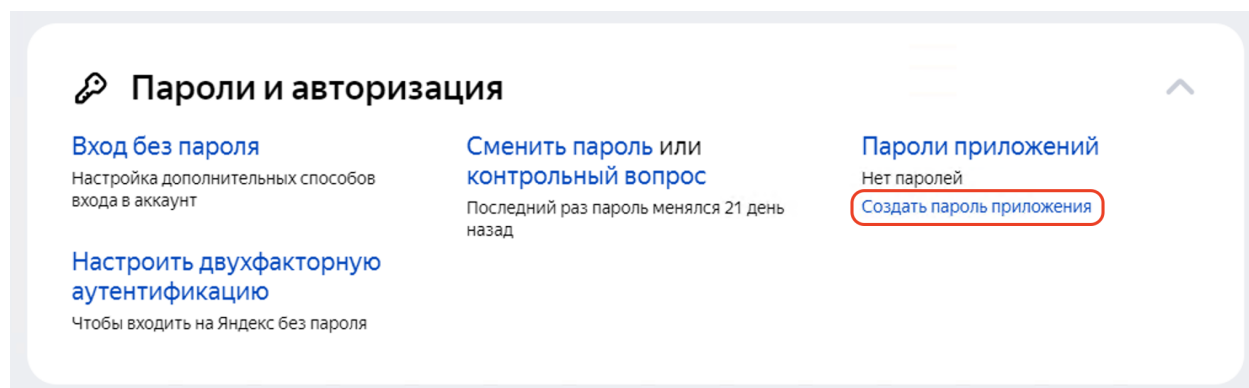 Пароли и авторизация
Вход без пароля
Настройка дополнительных способов
входа в аккаунт
Сменить пароль или
контрольный вопрос
Последний раз пароль менялся 21 день
назад
Пароли приложений
Нет паролей
Создать пароль приложения
Настроить двухфакторную
аутентификацию
Чтобы входить на Яндекс без пароля